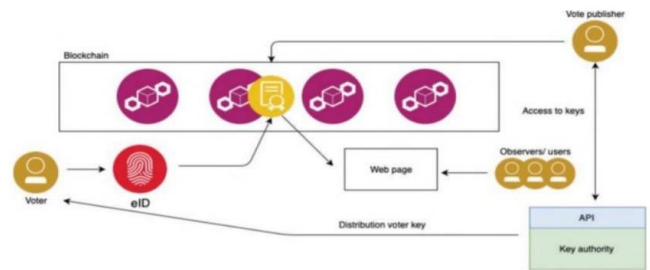 Vote publisher
Blockchain
Access to keys
Observers/ users
Web page
Voter
eID
Distribution voter key
API
Key authority